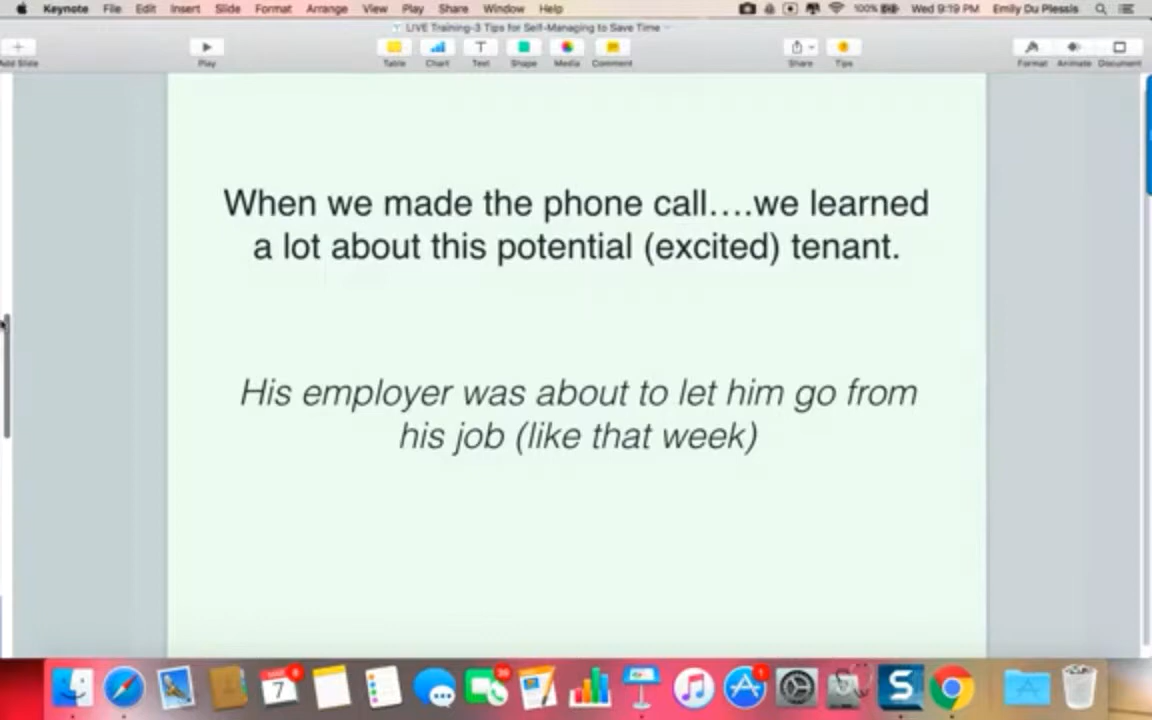 Keynote File Edit Insert Slide Format Arrange View Play Share Window Help 100% Wed 9:19 PM Emily Du Plessis
LIVE Training-3 Tips for Self-Managing to Save Time
Add Slide Play Table Chart Text Shape Media Comment Share Tips Format Animate Document
When we made the phone call....we learned
a lot about this potential (excited) tenant.
His employer was about to let him go from
his job (like that week)
7